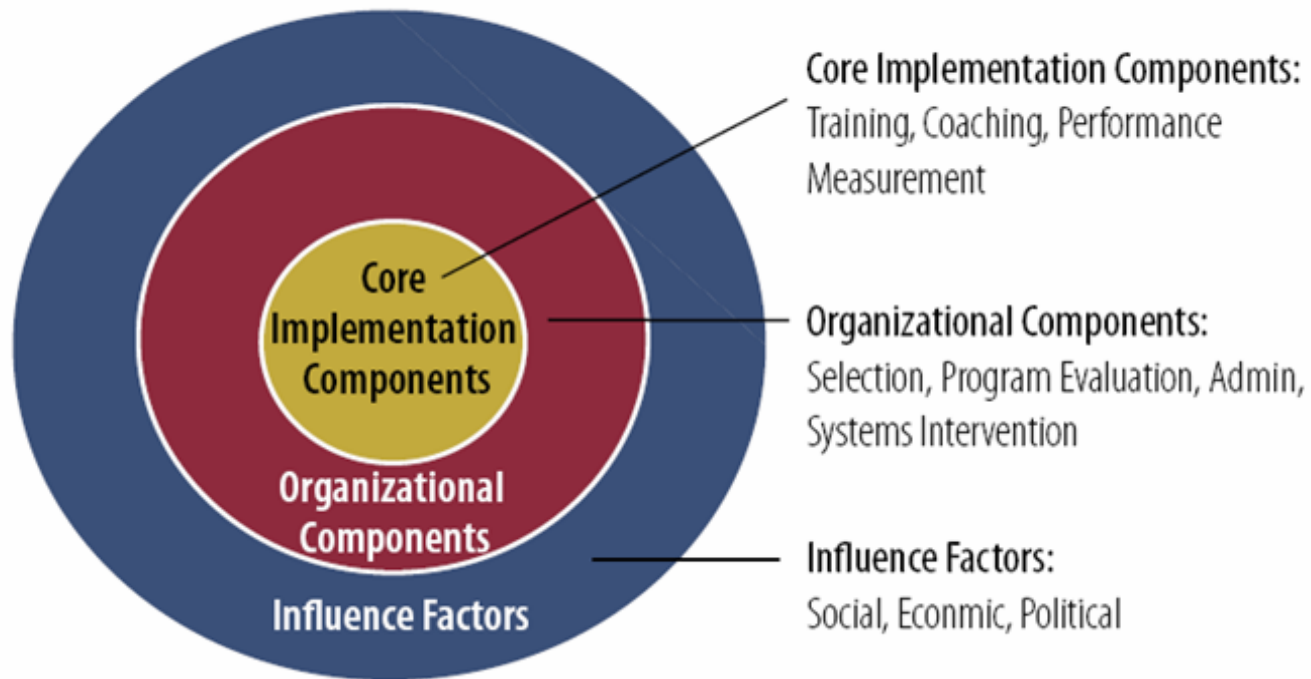 Core
Implementation
Components
Organizational
Components
Influence Factors
Core Implementation Components:
Training, Coaching, Performance
Measurement
Organizational Components:
Selection, Program Evaluation, Admin,
Systems Intervention
Influence Factors:
Social, Econmic, Political